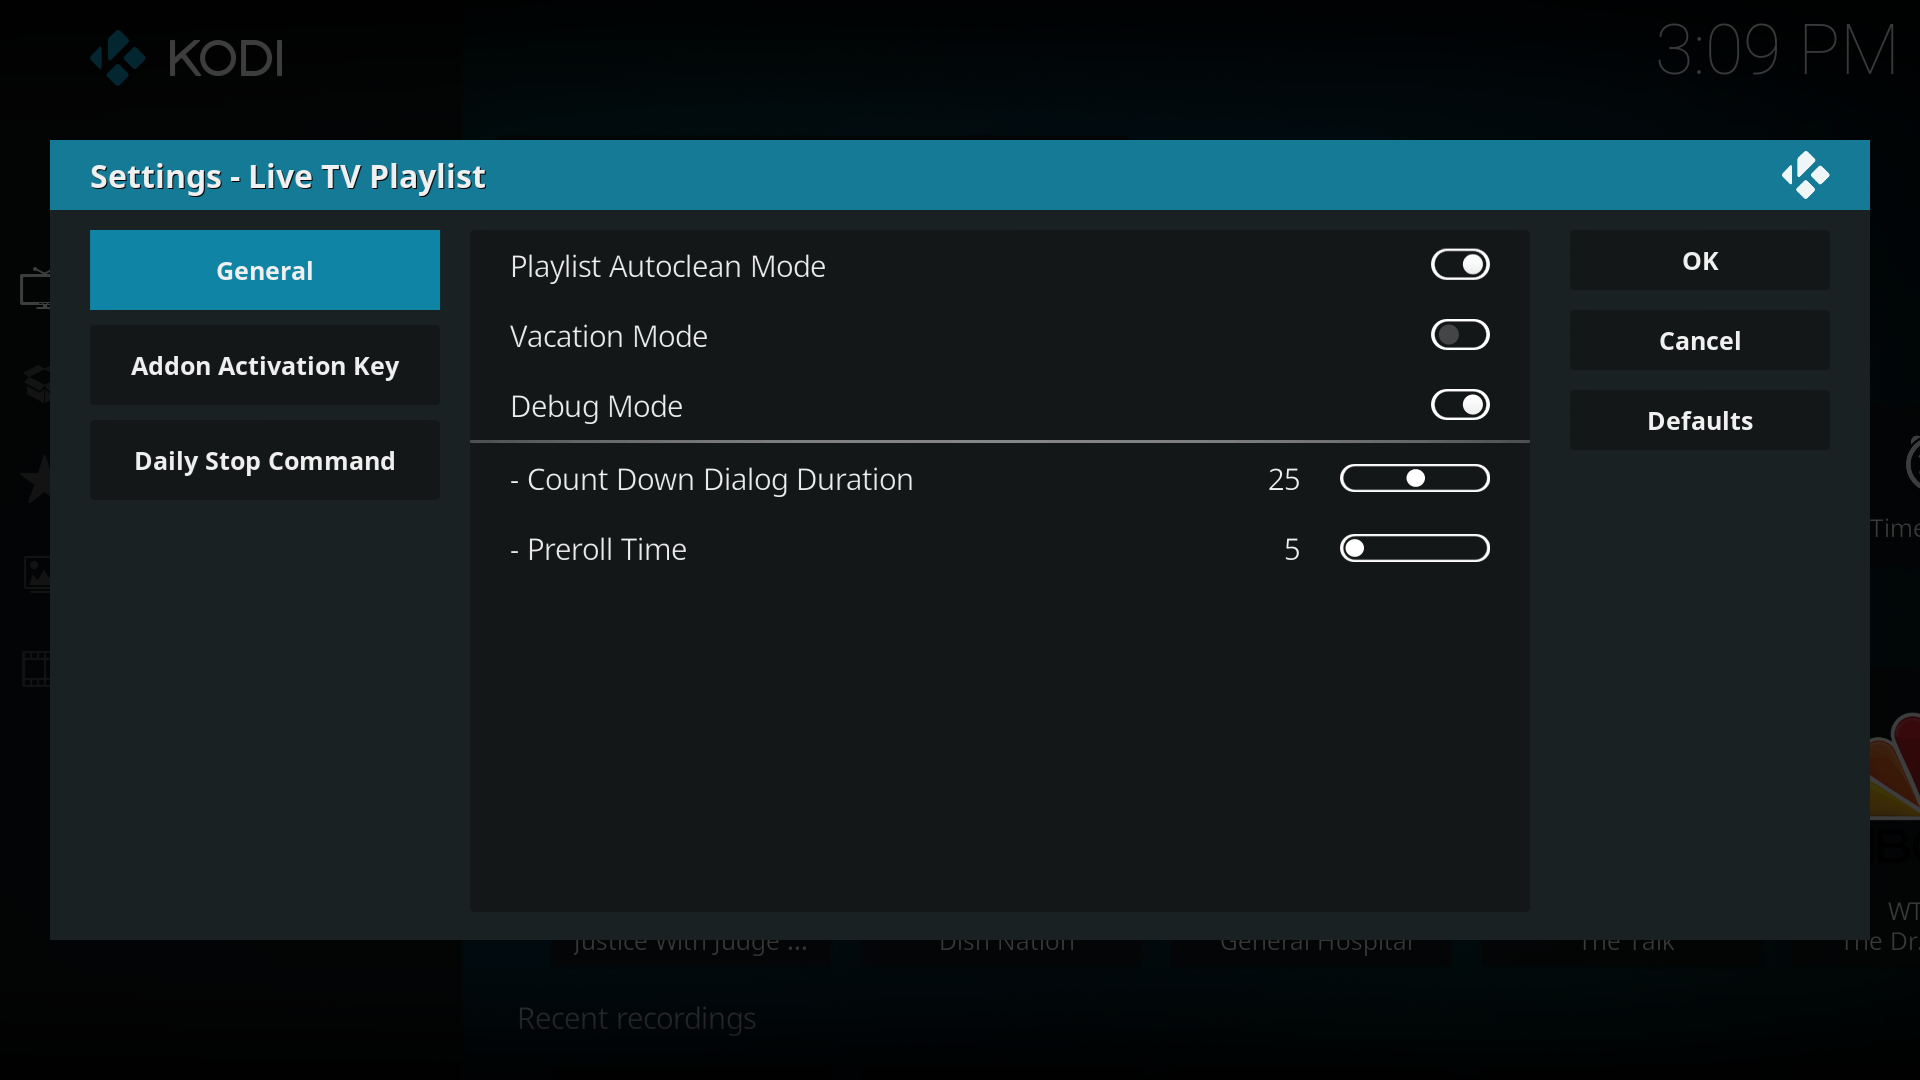 KODI
3:09 PM
Settings - Live TV Playlist
General
Addon Activation Key
Daily Stop Command
Playlist Autoclean Mode
Vacation Mode
Debug Mode
- Count Down Dialog Duration 25
- Preroll Time 5
OK
Cancel
Defaults
Time
WT
Justice With Judge ...
Dish Nation
General Hospital
The Talk
The Dr.
Recent recordings